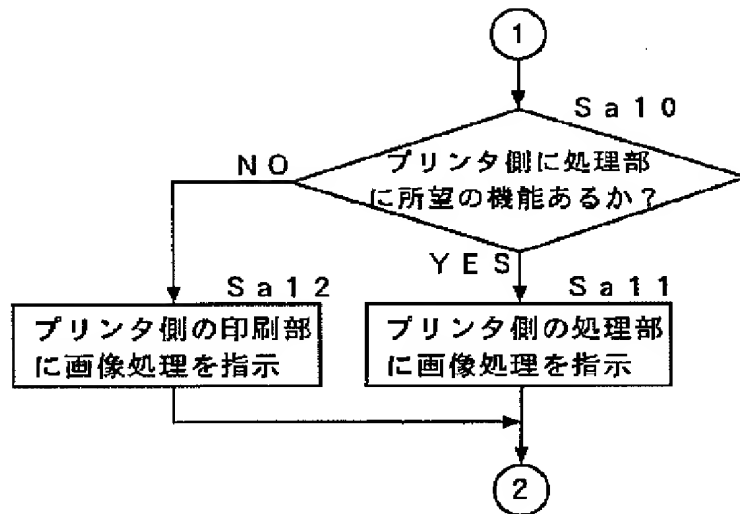 1
Sa10
プリンタ側に処理部
に所望の機能あるか?
NO
YES
Sa12
プリンタ側の印刷部
に画像処理を指示
Sa11
プリンタ側の処理部
に画像処理を指示
2